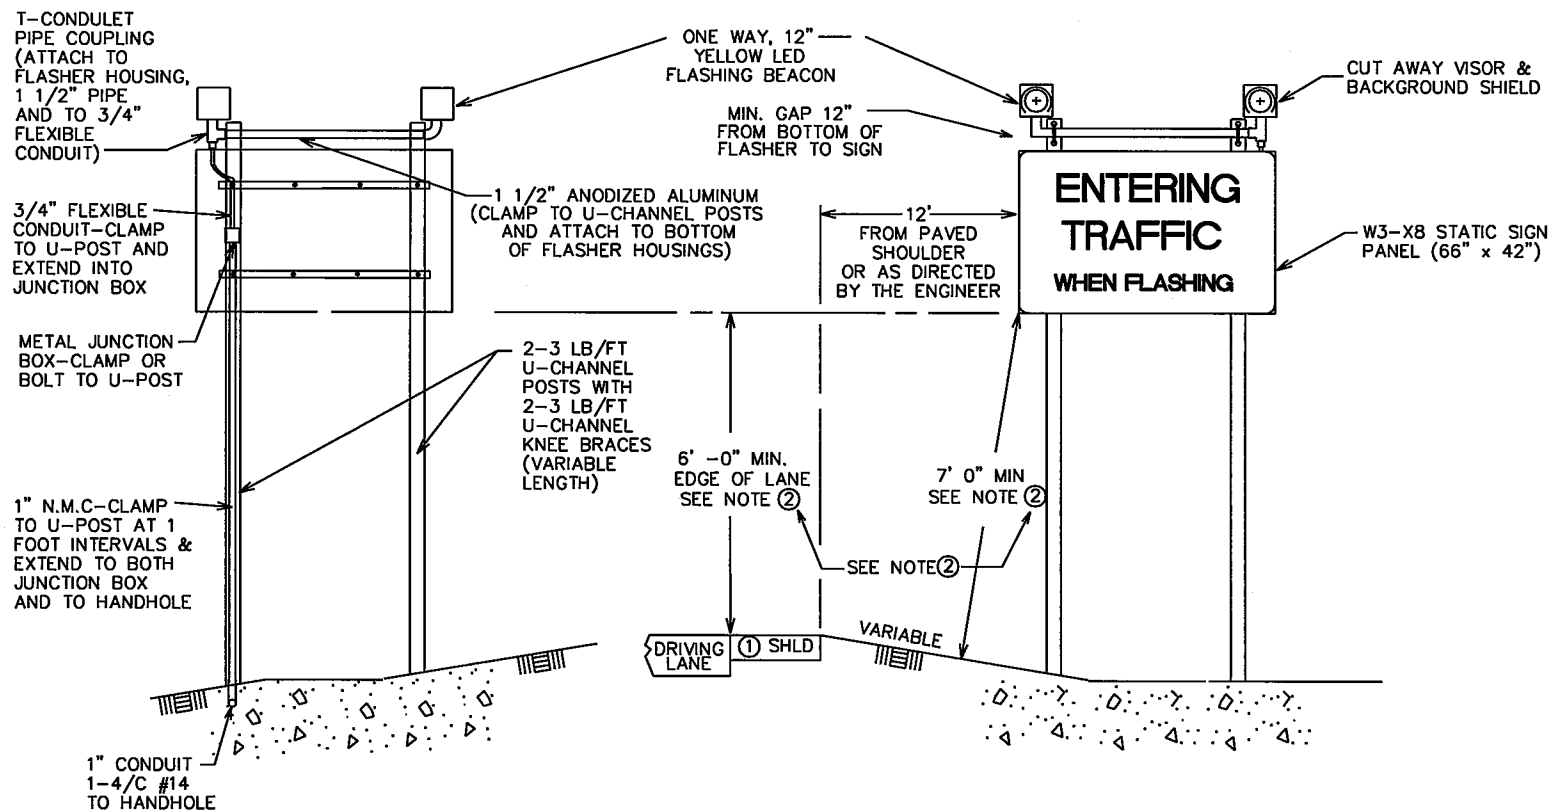 T-CONDULET
PIPE COUPLING
(ATTACH TO
FLASHER HOUSING,
1 1/2" PIPE
AND TO 3/4"
FLEXIBLE
CONDUIT)
3/4" FLEXIBLE
CONDUIT-CLAMP
TO U-POST AND
EXTEND INTO
JUNCTION BOX
METAL JUNCTION
BOX-CLAMP OR
BOLT TO U-POST
1" N.M.C-CLAMP
TO U-POST AT 1
FOOT INTERVALS &
EXTEND TO BOTH
JUNCTION BOX
AND TO HANDHOLE
1" CONDUIT
1-4/C #14
TO HANDHOLE
ONE WAY, 12"
YELLOW LED
FLASHING BEACON
MIN. GAP 12"
FROM BOTTOM OF
FLASHER TO SIGN
1 1/2" ANODIZED ALUMINUM
(CLAMP TO U-CHANNEL POSTS
AND ATTACH TO BOTTOM
OF FLASHER HOUSINGS)
2-3 LB/FT
U-CHANNEL
POSTS WITH
2-3 LB/FT
U-CHANNEL
KNEE BRACES
(VARIABLE
LENGTH)
12'
FROM PAVED
SHOULDER
OR AS DIRECTED
BY THE ENGINEER
6' -0" MIN.
EDGE OF LANE
SEE NOTE ②
SEE NOTE ②
7' 0" MIN
SEE NOTE ②
DRIVING
LANE
① SHLD
VARIABLE
CUT AWAY VISOR &
BACKGROUND SHIELD
ENTERING
TRAFFIC
WHEN FLASHING
W3-X8 STATIC SIGN
PANEL (66" x 42")